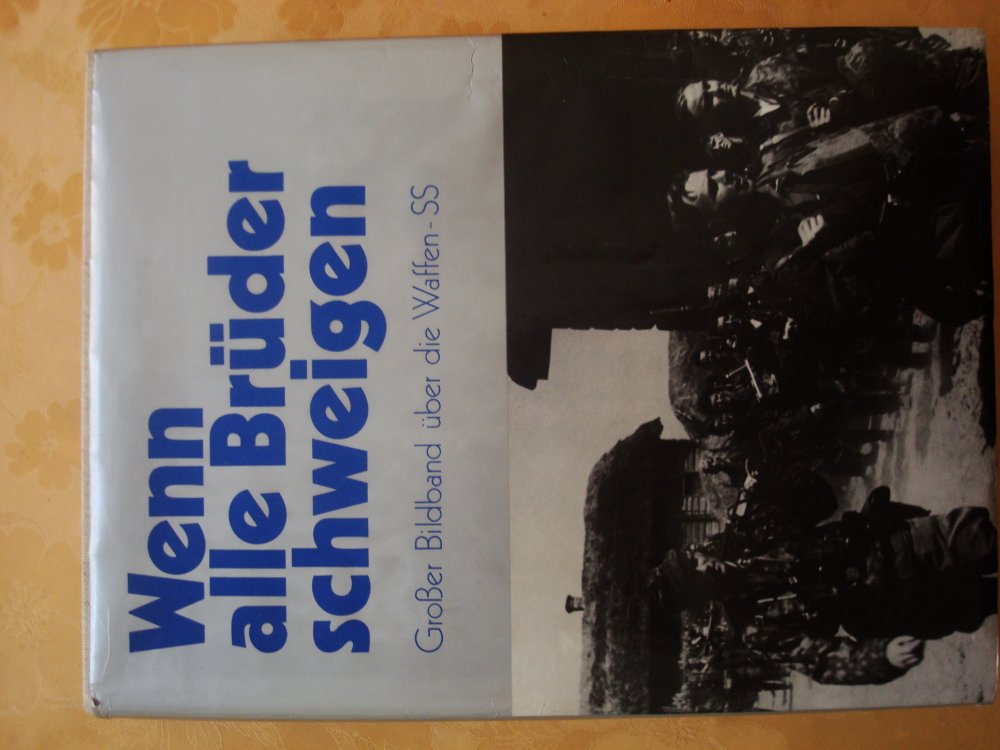 Wenn
alle Brüder
schweigen
Großer Bildband über die Waffen-SS